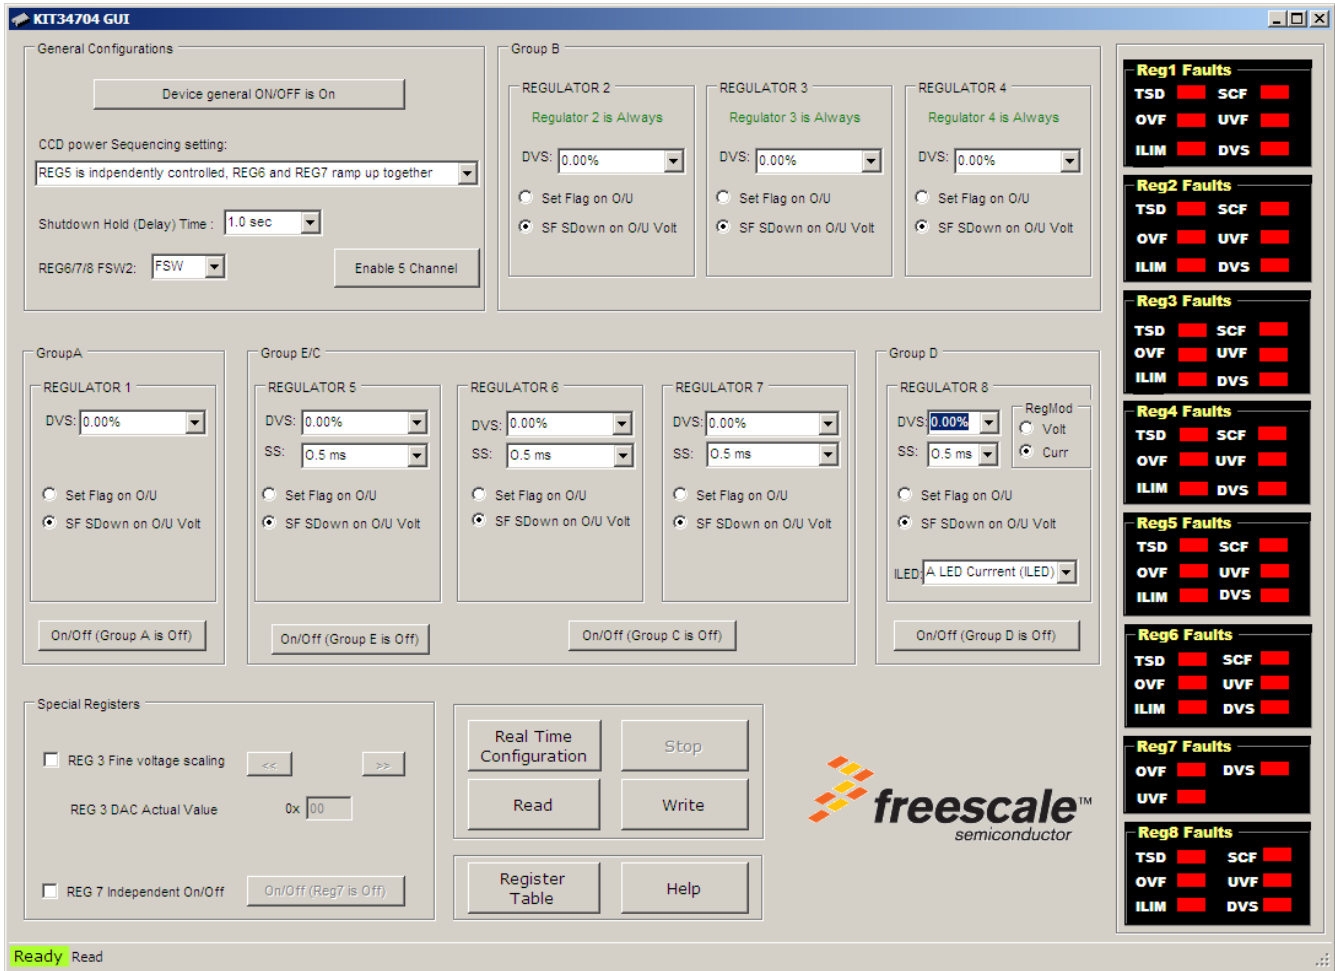 KIT34704 GUI
General Configurations
Device general ON/OFF is On
CCD power Sequencing setting:
REG5 is indpendently controlled, REG6 and REG7 ramp up together
Shutdown Hold (Delay) Time :
1.0 sec
REG6/7/8 FSW2:
FSW
Enable 5 Channel
Group B
REGULATOR 2
Regulator 2 is Always
DVS: 0.00%
Set Flag on O/U
SF SDown on O/U Volt
REGULATOR 3
Regulator 3 is Always
DVS: 0.00%
Set Flag on O/U
SF SDown on O/U Volt
REGULATOR 4
Regulator 4 is Always
DVS: 0.00%
Set Flag on O/U
SF SDown on O/U Volt
GroupA
REGULATOR 1
DVS: 0.00%
Set Flag on O/U
SF SDown on O/U Volt
On/Off (Group A is Off)
Group E/C
REGULATOR 5
DVS: 0.00%
SS: O.5 ms
Set Flag on O/U
SF SDown on O/U Volt
On/Off (Group E is Off)
REGULATOR 6
DVS: 0.00%
SS: O.5 ms
Set Flag on O/U
SF SDown on O/U Volt
REGULATOR 7
DVS: 0.00%
SS: O.5 ms
Set Flag on O/U
SF SDown on O/U Volt
On/Off (Group C is Off)
Group D
REGULATOR 8
DVS: 0.00%
SS: O.5 ms
RegMod
Volt
Curr
Set Flag on O/U
SF SDown on O/U Volt
ILED: A LED Currrent (ILED)
On/Off (Group D is Off)
Special Registers
REG 3 Fine voltage scaling
<<
>>
REG 3 DAC Actual Value
0x 00
REG 7 Independent On/Off
On/Off (Reg7 is Off)
Real Time
Configuration
Stop
Read
Write
Register
Table
Help
freescale™
semiconductor
Reg1 Faults
TSD SCF
OVF UVF
ILIM DVS
Reg2 Faults
TSD SCF
OVF UVF
ILIM DVS
Reg3 Faults
TSD SCF
OVF UVF
ILIM DVS
Reg4 Faults
TSD SCF
OVF UVF
ILIM DVS
Reg5 Faults
TSD SCF
OVF UVF
ILIM DVS
Reg6 Faults
TSD SCF
OVF UVF
ILIM DVS
Reg7 Faults
OVF DVS
UVF
Reg8 Faults
TSD SCF
OVF UVF
ILIM DVS
Ready Read